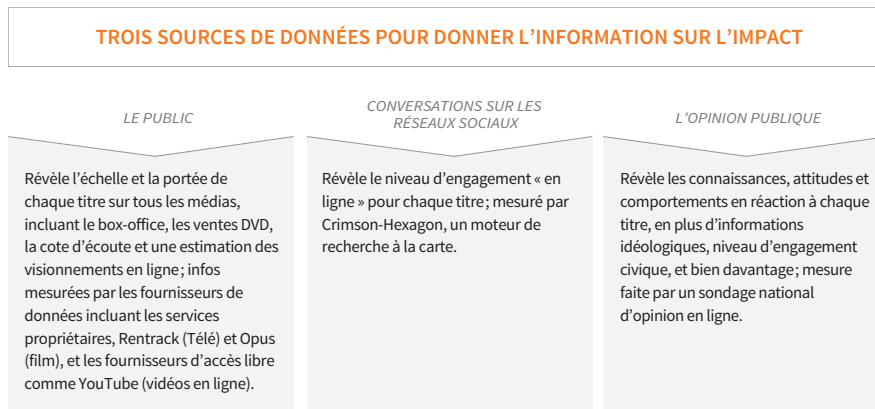 TROIS SOURCES DE DONNÉES POUR DONNER L’INFORMATION SUR L’IMPACT
LE PUBLIC
Révèle l’échelle et la portée de
chaque titre sur tous les médias,
incluant le box-office, les ventes DVD,
la cote d’écoute et une estimation des
visionnements en ligne ; infos
mesurées par les fournisseurs de
données incluant les services
propriétaires, Rentrack (Télé) et Opus
(film), et les fournisseurs d’accès libre
comme YouTube (vidéos en ligne).
CONVERSATIONS SUR LES
RÉSEAUX SOCIAUX
Révèle le niveau d’engagement « en
ligne » pour chaque titre ; mesuré par
Crimson-Hexagon, un moteur de
recherche à la carte.
L’OPINION PUBLIQUE
Révèle les connaissances, attitudes et
comportements en réaction à chaque
titre, en plus d’informations
idéologiques, niveau d’engagement
civique, et bien davantage ; mesure
faite par un sondage national
d’opinion en ligne.